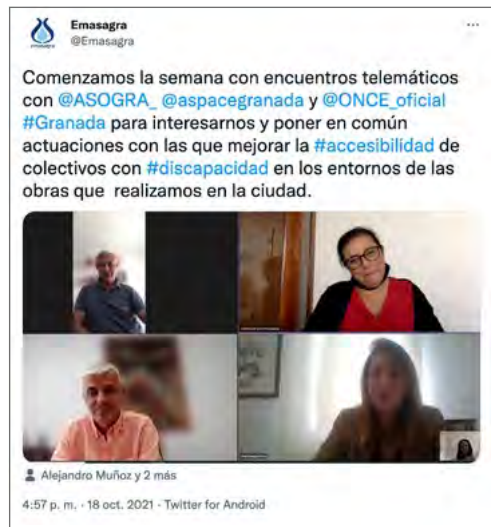 Emasagra
@Emasagra
Comenzamos la semana con encuentros telemáticos
con @ASOGRA_ @aspacegranada y @ONCE_oficial
#Granada para interesarnos y poner en común
actuaciones con las que mejorar la #accesibilidad de
colectivos con #discapacidad en los entornos de las
obras que realizamos en la ciudad.
Alejandro Muñoz y 2 más
4:57 p. m. · 18 oct. 2021 · Twitter for Android